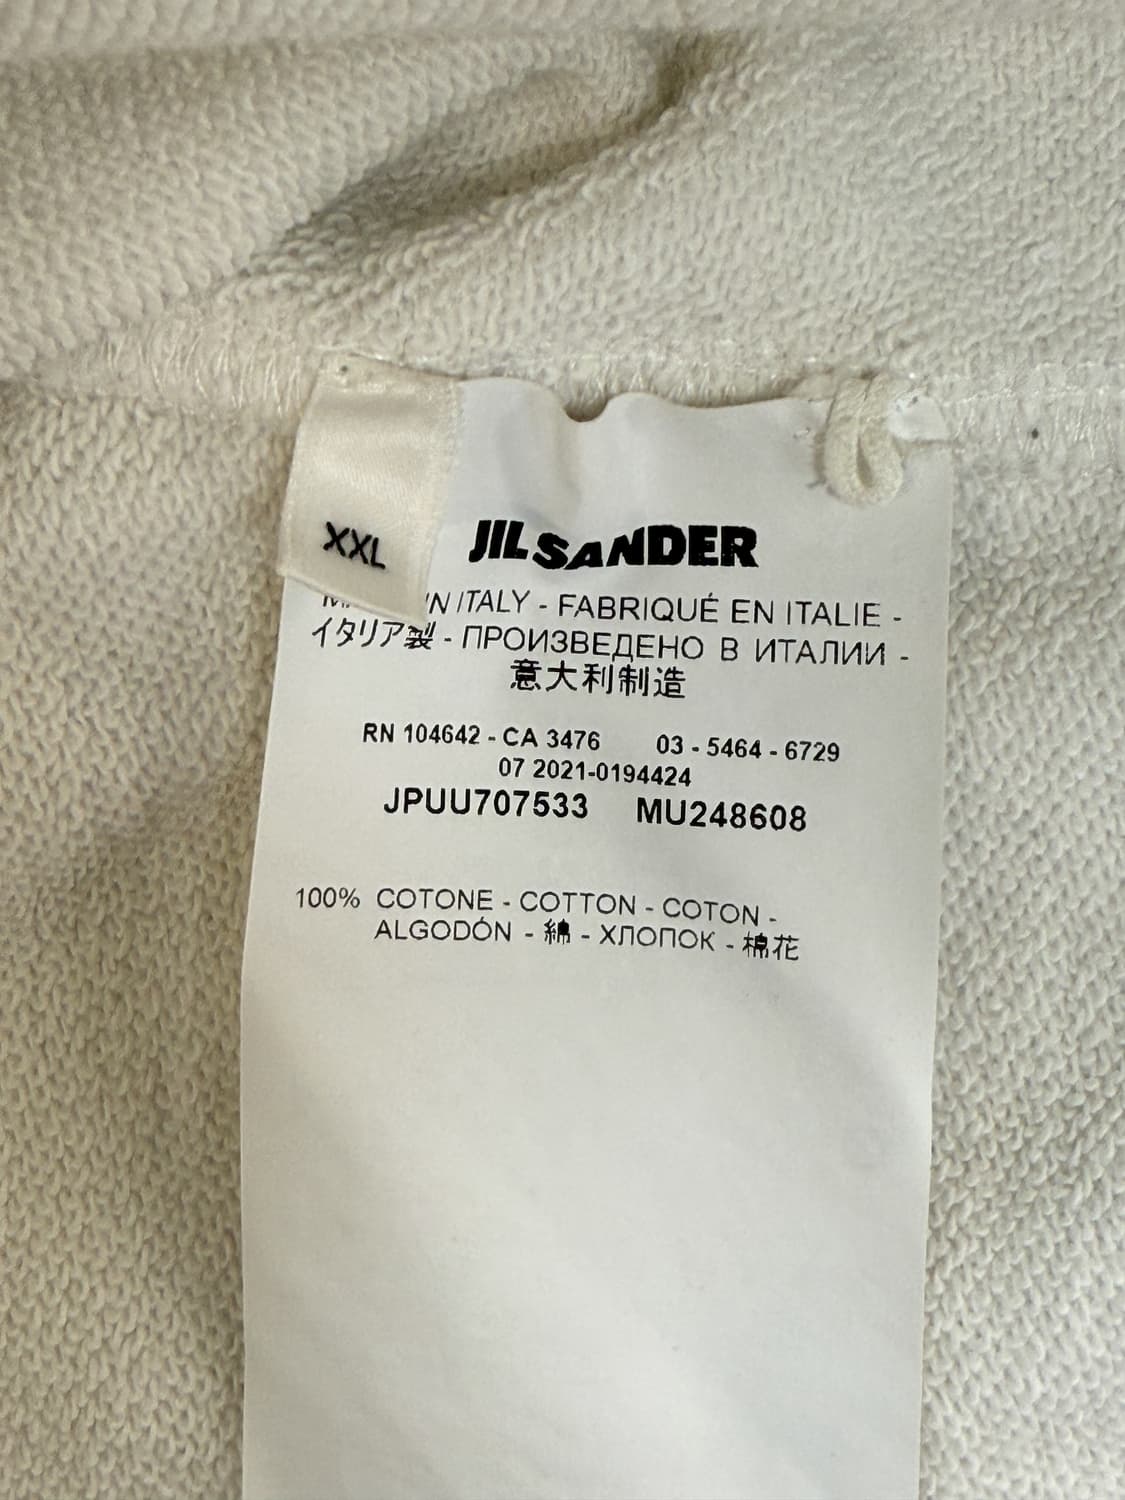 XXL
JIL SANDER
IN ITALY - FABRIQUÉ EN ITALIE -
イタリア製 - ПРОИЗВЕДЕНО В ИТАЛИИ -
意大利制造
RN 104642 - CA 3476 03 - 5464 - 6729
07 2021-0194424
JPUU707533 MU248608
100% COTONE - COTTON - COTON -
ALGODÓN - 綿 - ХЛОПОК - 棉花